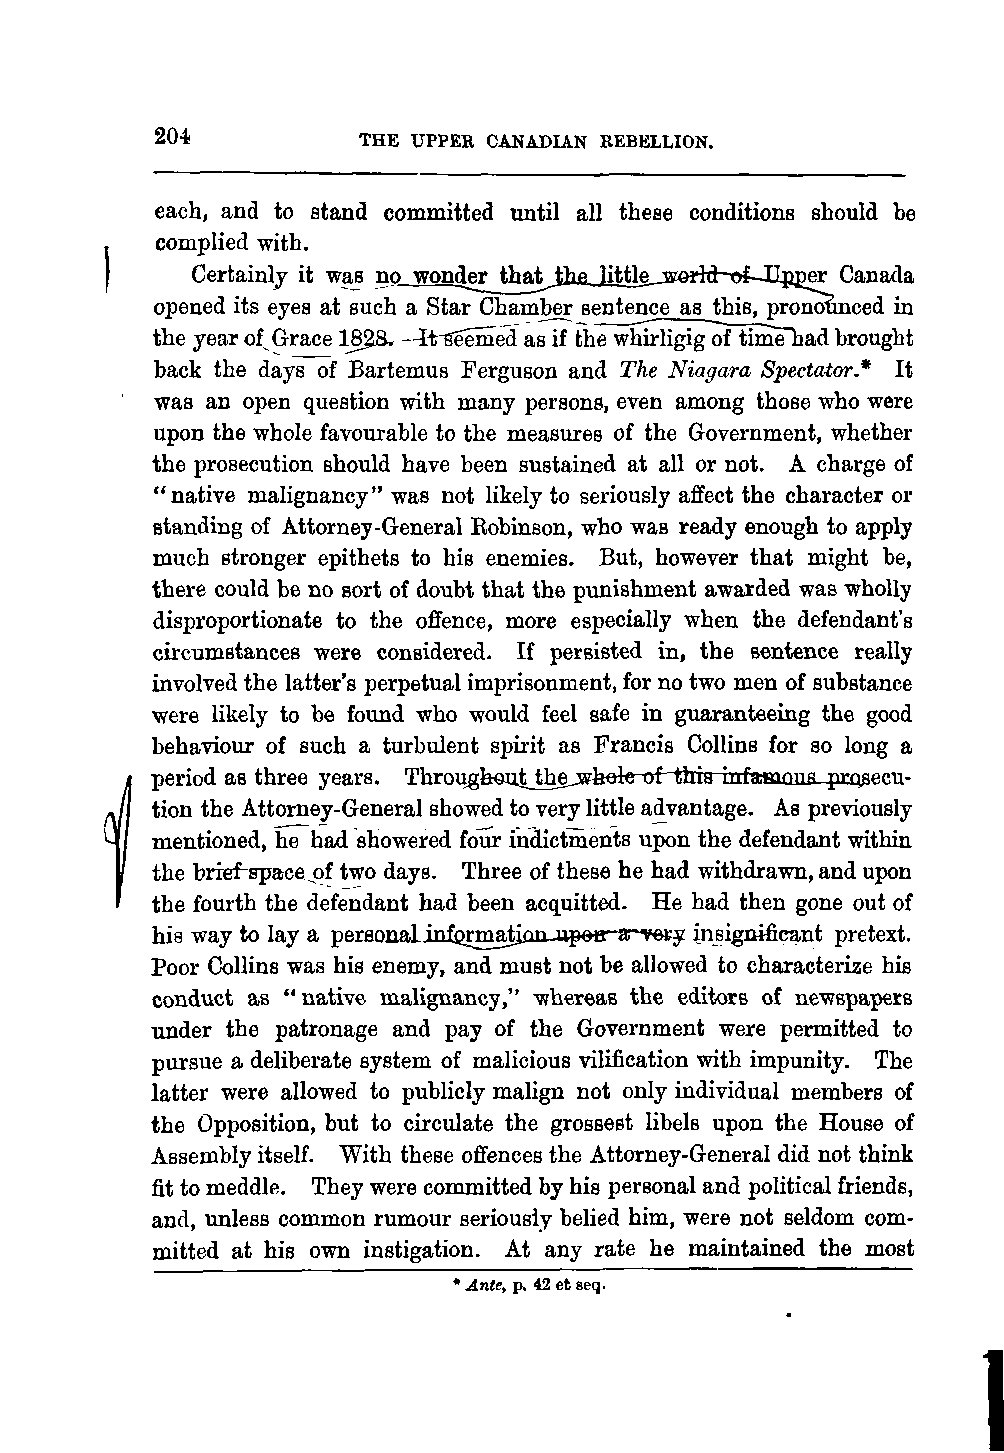 204 THE UPPER CANADIAN REBELLION.
each, and to stand committed until all these conditions should be
complied with.
Certainly it was no wonder that the little world of Upper Canada
opened its eyes at such a Star Chamber sentence as this, pronounced in
the year of Grace 1828. It seemed as if the whirligig of time had brought
back the days of Bartemus Ferguson and The Niagara Spectator.* It
was an open question with many persons, even among those who were
upon the whole favourable to the measures of the Government, whether
the prosecution should have been sustained at all or not. A charge of
"native malignancy" was not likely to seriously affect the character or
standing of Attorney-General Robinson, who was ready enough to apply
much stronger epithets to his enemies. But, however that might be,
there could be no sort of doubt that the punishment awarded was wholly
disproportionate to the offence, more especially when the defendant's
circumstances were considered. If persisted in, the sentence really
involved the latter's perpetual imprisonment, for no two men of substance
were likely to be found who would feel safe in guaranteeing the good
behaviour of such a turbulent spirit as Francis Collins for so long a
period as three years. Throughout the whole of this infamous prosecu-
tion the Attorney-General showed to very little advantage. As previously
mentioned, he had showered four indictments upon the defendant within
the brief space of two days. Three of these he had withdrawn, and upon
the fourth the defendant had been acquitted. He had then gone out of
his way to lay a personal information upon a very insignificant pretext.
Poor Collins was his enemy, and must not be allowed to characterize his
conduct as "native malignancy," whereas the editors of newspapers
under the patronage and pay of the Government were permitted to
pursue a deliberate system of malicious vilification with impunity. The
latter were allowed to publicly malign not only individual members of
the Opposition, but to circulate the grossest libels upon the House of
Assembly itself. With these offences the Attorney-General did not think
fit to meddle. They were committed by his personal and political friends,
and, unless common rumour seriously belied him, were not seldom com-
mitted at his own instigation. At any rate he maintained the most
* Ante, p. 42 et seq.